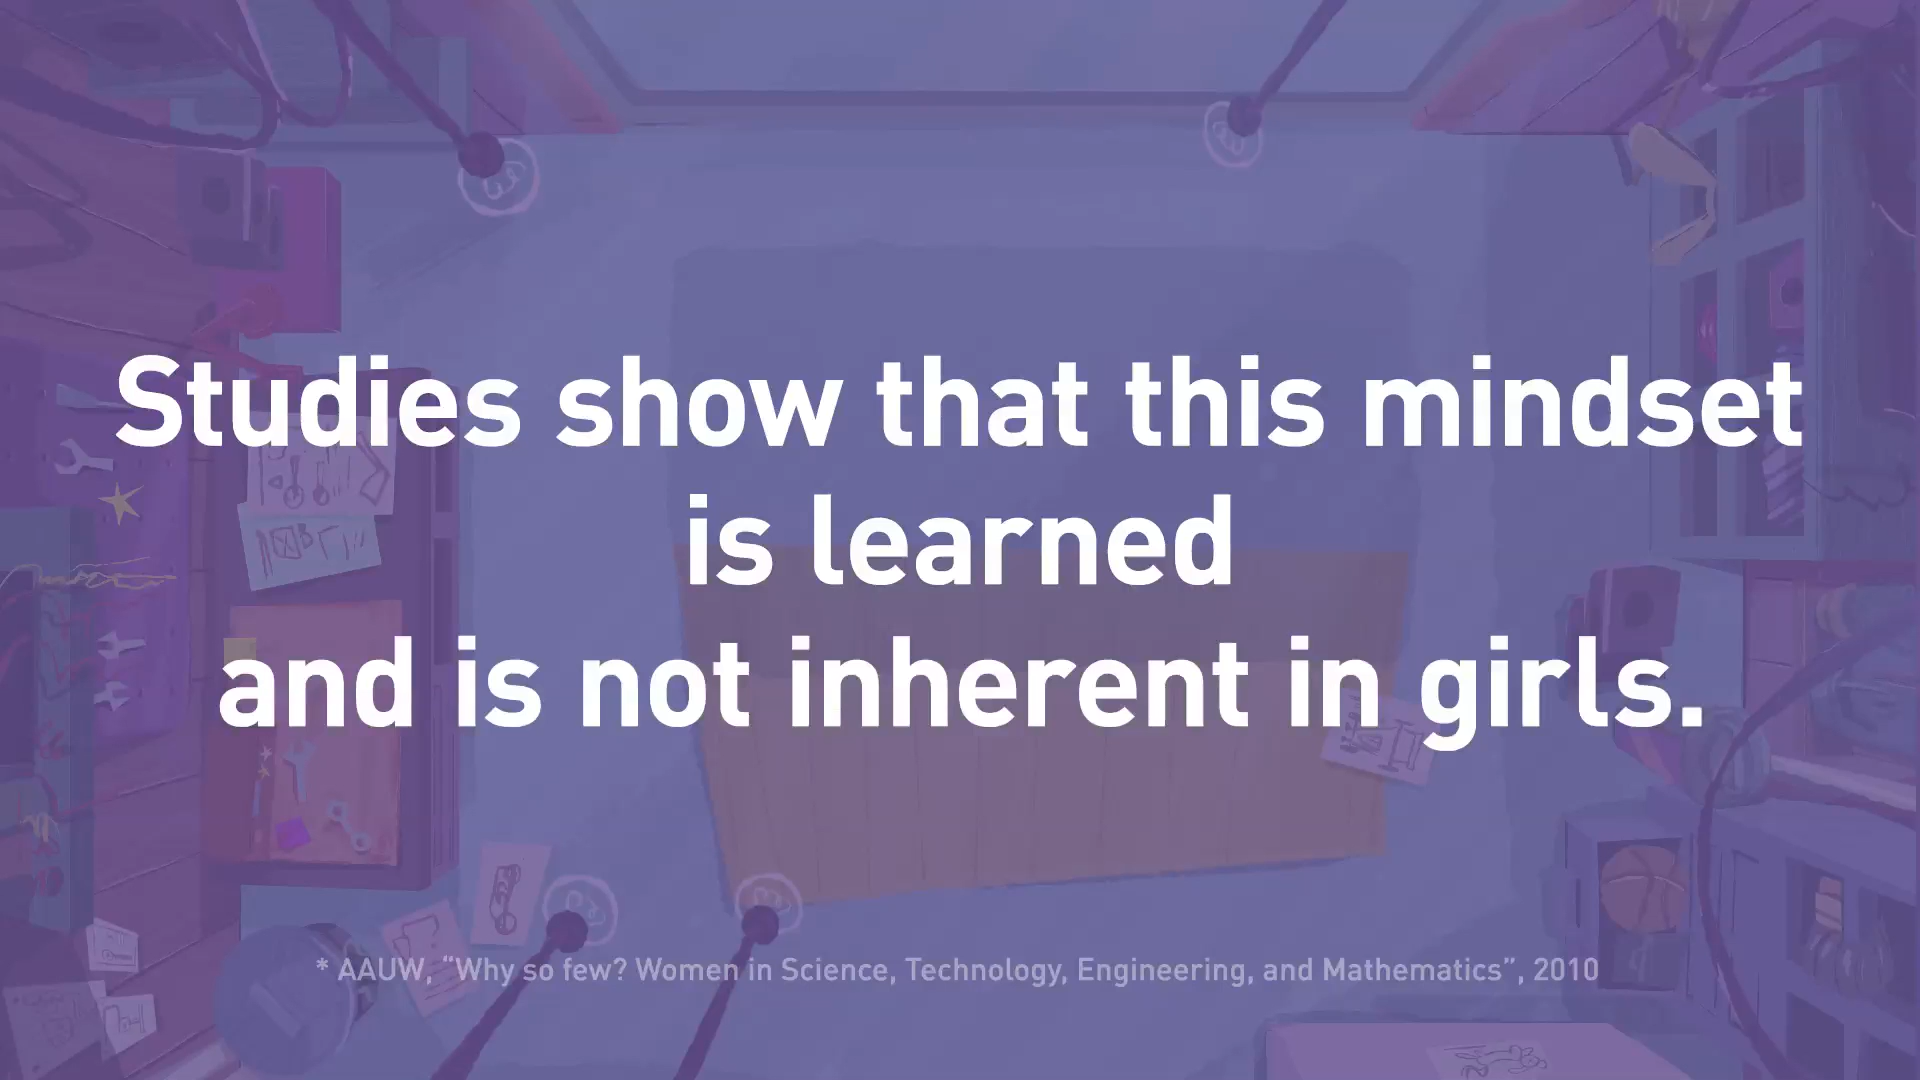 Studies show that this mindset
is learned
and is not inherent in girls.
* AAUW, “Why so few? Women in Science, Technology, Engineering, and Mathematics”, 2010